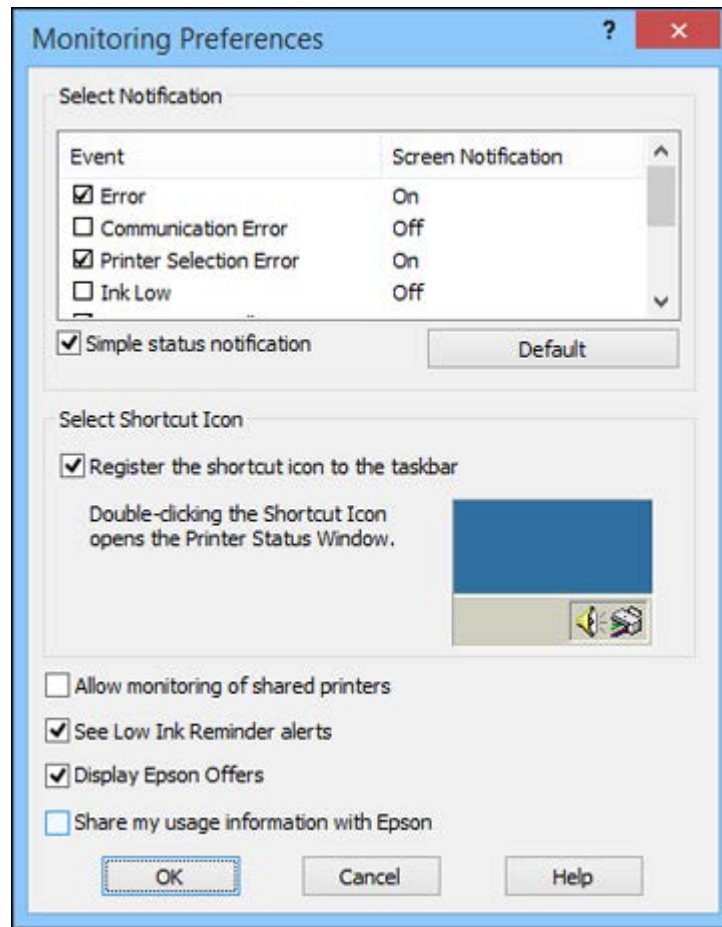 Monitoring Preferences ?
Select Notification
Event Screen Notification
Error On
Communication Error Off
Printer Selection Error On
Ink Low Off
Simple status notification Default
Select Shortcut Icon
Register the shortcut icon to the taskbar
Double-clicking the Shortcut Icon
opens the Printer Status Window.
Allow monitoring of shared printers
See Low Ink Reminder alerts
Display Epson Offers
Share my usage information with Epson
OK Cancel Help